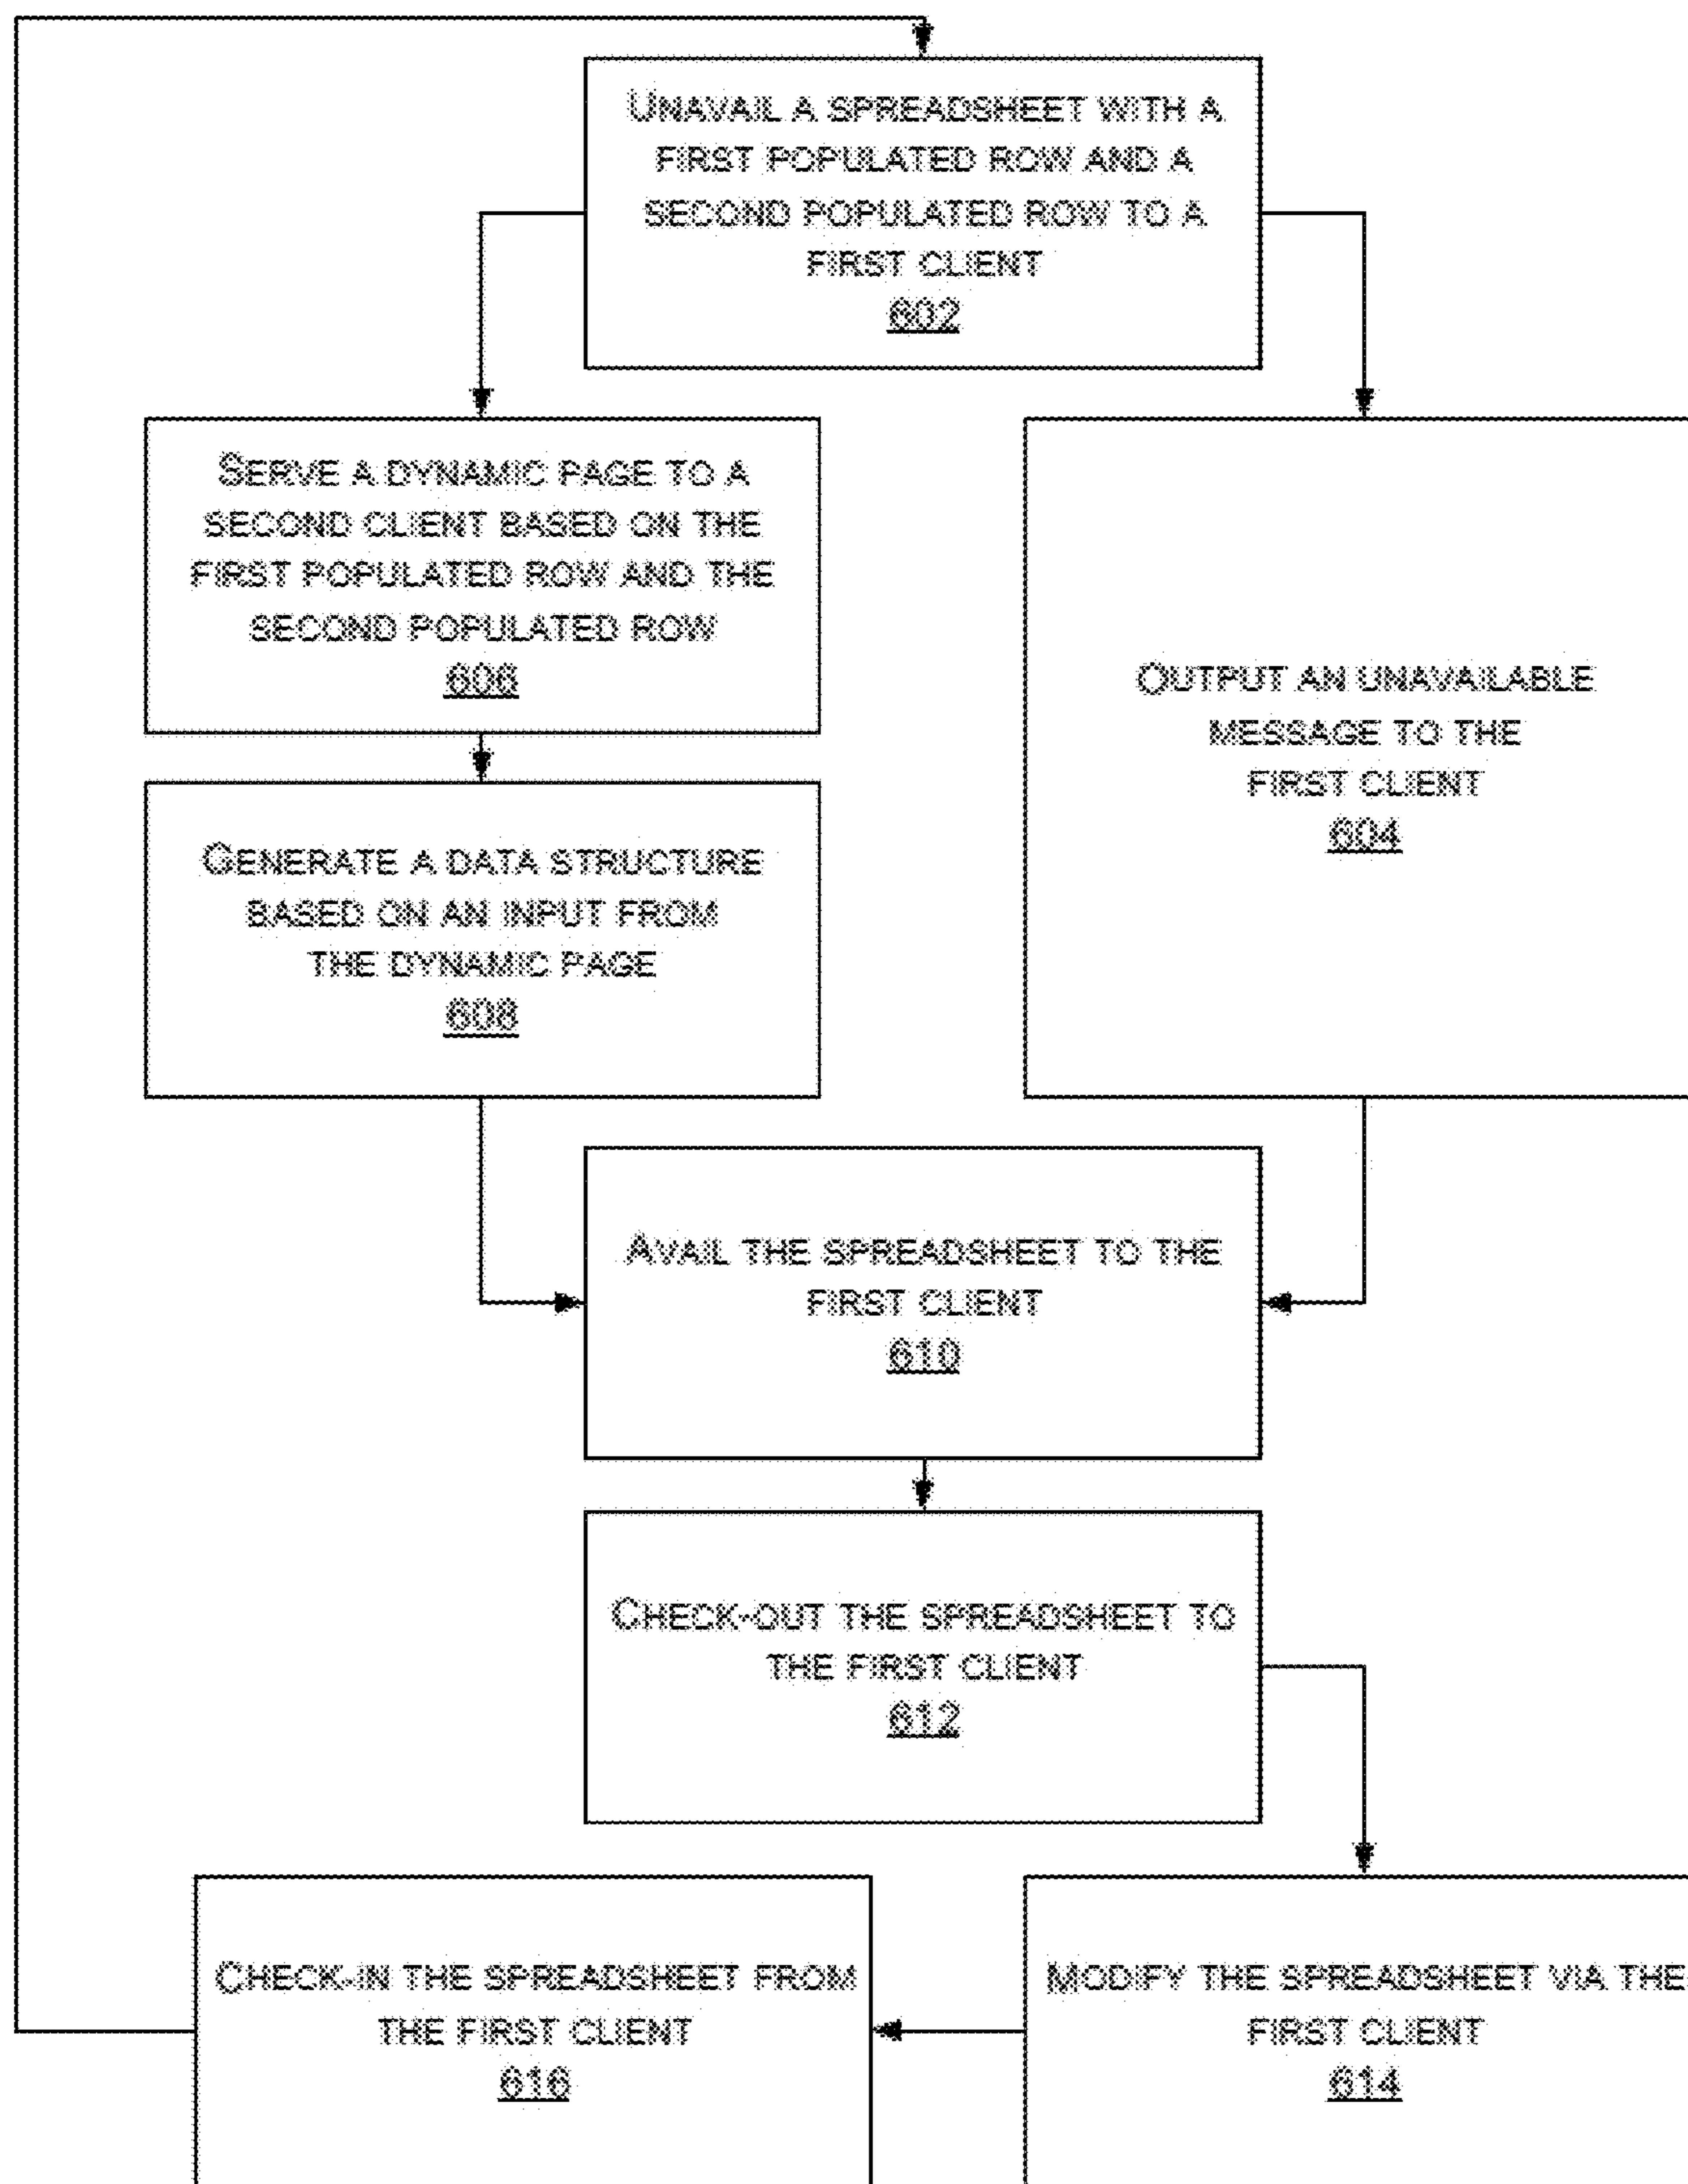 UNAVAIL A SPREADSHEET WITH A
FIRST POPULATED ROW AND A
SECOND POPULATED ROW TO A
FIRST CLIENT
602
SERVE A DYNAMIC PAGE TO A
SECOND CLIENT BASED ON THE
FIRST POPULATED ROW AND THE
SECOND POPULATED ROW
606
OUTPUT AN UNAVAILABLE
MESSAGE TO THE
FIRST CLIENT
604
GENERATE A DATA STRUCTURE
BASED ON AN INPUT FROM
THE DYNAMIC PAGE
608
AVAIL THE SPREADSHEET TO THE
FIRST CLIENT
610
CHECK-OUT THE SPREADSHEET TO
THE FIRST CLIENT
612
CHECK-IN THE SPREADSHEET FROM
THE FIRST CLIENT
616
MODIFY THE SPREADSHEET VIA THE
FIRST CLIENT
614